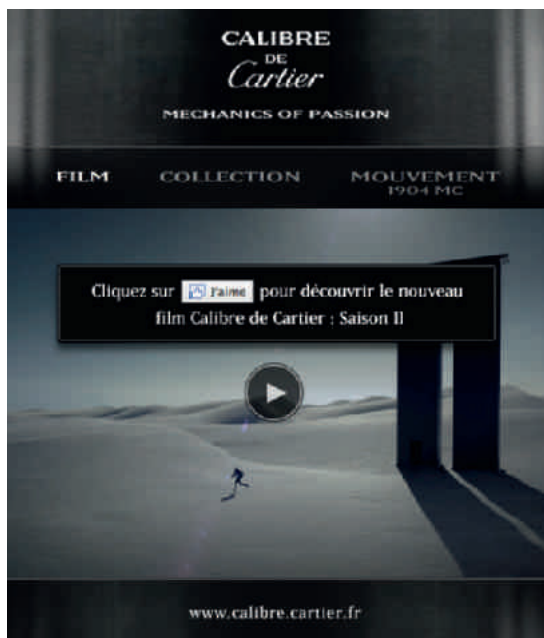 CALIBRE
DE
Cartier
MECHANICS OF PASSION
FILM COLLECTION MOUVEMENT
1904 MC
Cliquez sur J'aime pour découvrir le nouveau
film Calibre de Cartier : Saison II
www.calibre.cartier.fr